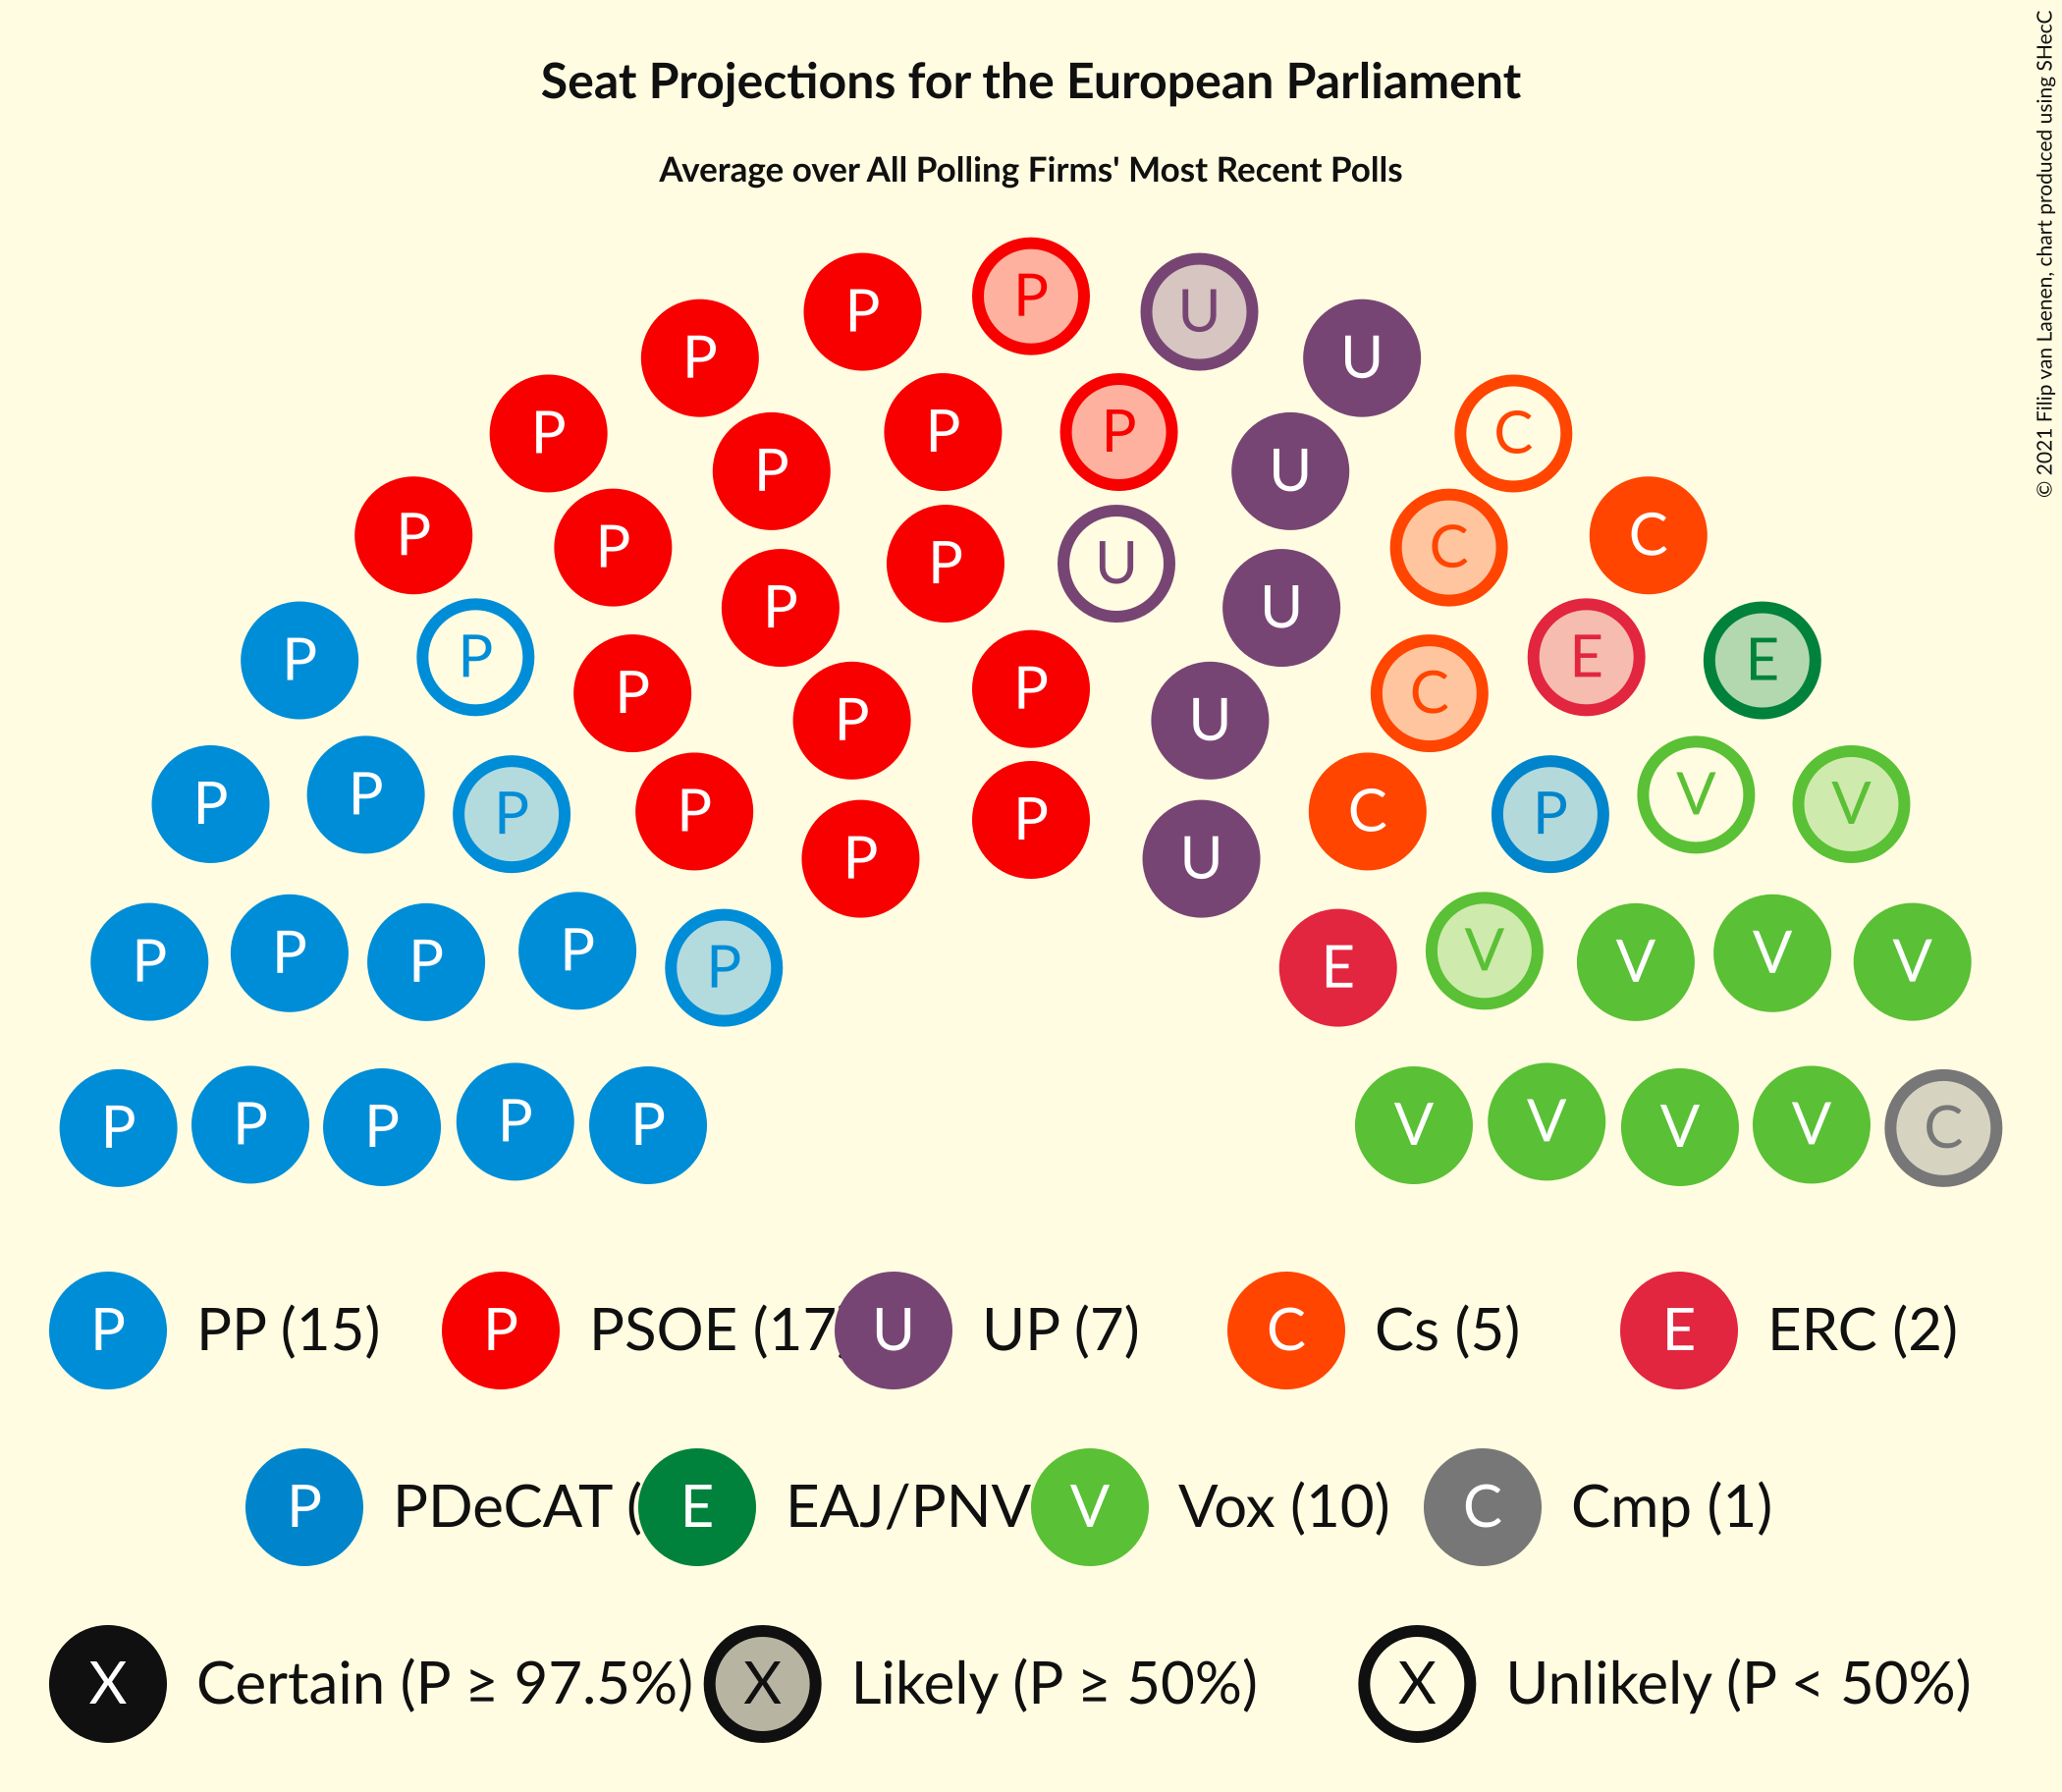 Seat Projections for the European Parliament
Average over All Polling Firms' Most Recent Polls
© 2021 Filip van Laenen, chart produced using SHecC
P
P U
P U
P P P C
P U
P P P U C C
P U
P P E E
P P C
P U
P P P P P C P V V
P U
P P P P P E V V V V
P P P P P V V V V C
P PP (15) P PSOE (17 U UP (7) C Cs (5) E ERC (2)
P PDeCAT ( E EAJ/PNV V Vox (10) C Cmp (1)
X Certain (P ≥ 97.5%) X Likely (P ≥ 50%) X Unlikely (P < 50%)